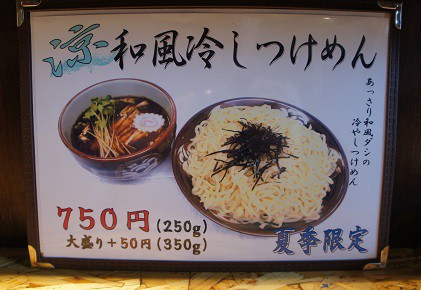 涼 和風冷しつけめん
あっさり和風ダシの
冷やしつけめん
750円(250g)
大盛り+50円(350g)
夏季限定